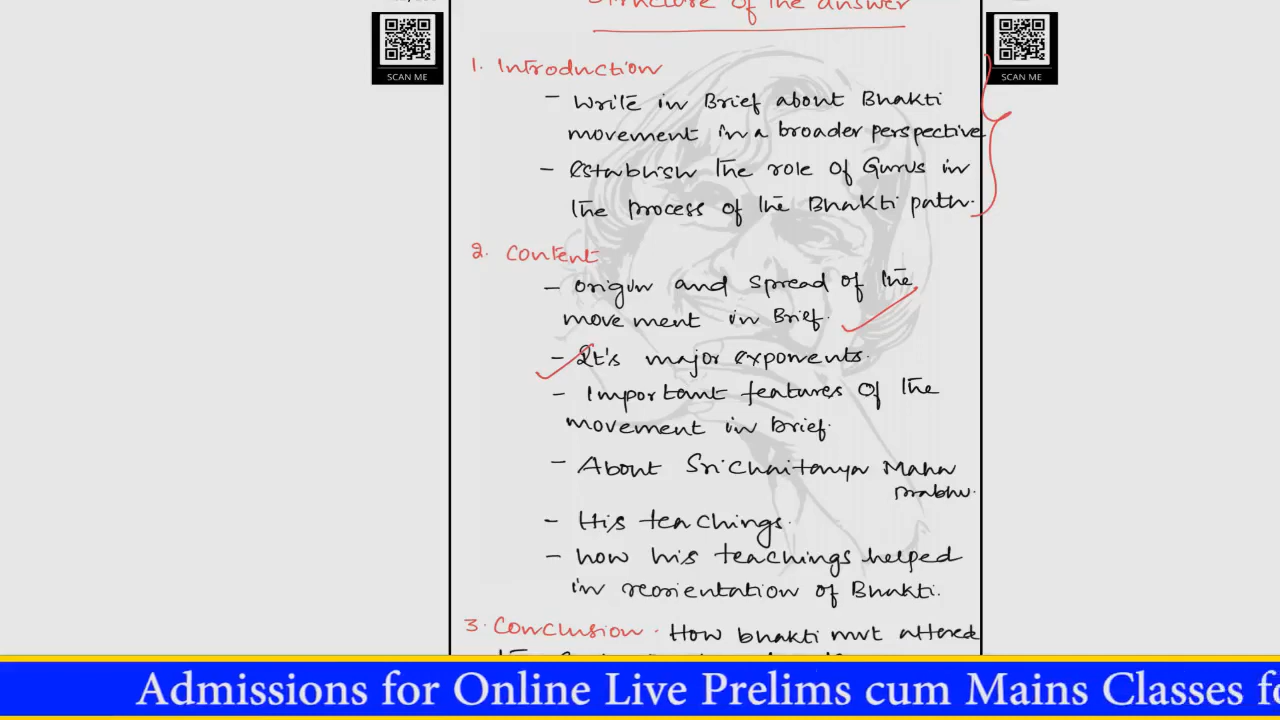 Structure of the answer
SCAN ME
SCAN ME
1. Introduction
- Write in Brief about Bhakti
movement in a broader perspective
- establish the role of Gurus in
the process of the Bhakti path.
2. Content
- origin and spread of the
movement in Brief.
- It's major exponents.
- Important features of the
movement in brief.
- About Sri Chaitanya Maha
prabhu.
- His teachings.
- how his teachings helped
in reorientation of Bhakti.
3. Conclusion. How bhakti mvt altered
Admissions for Online Live Prelims cum Mains Classes fo